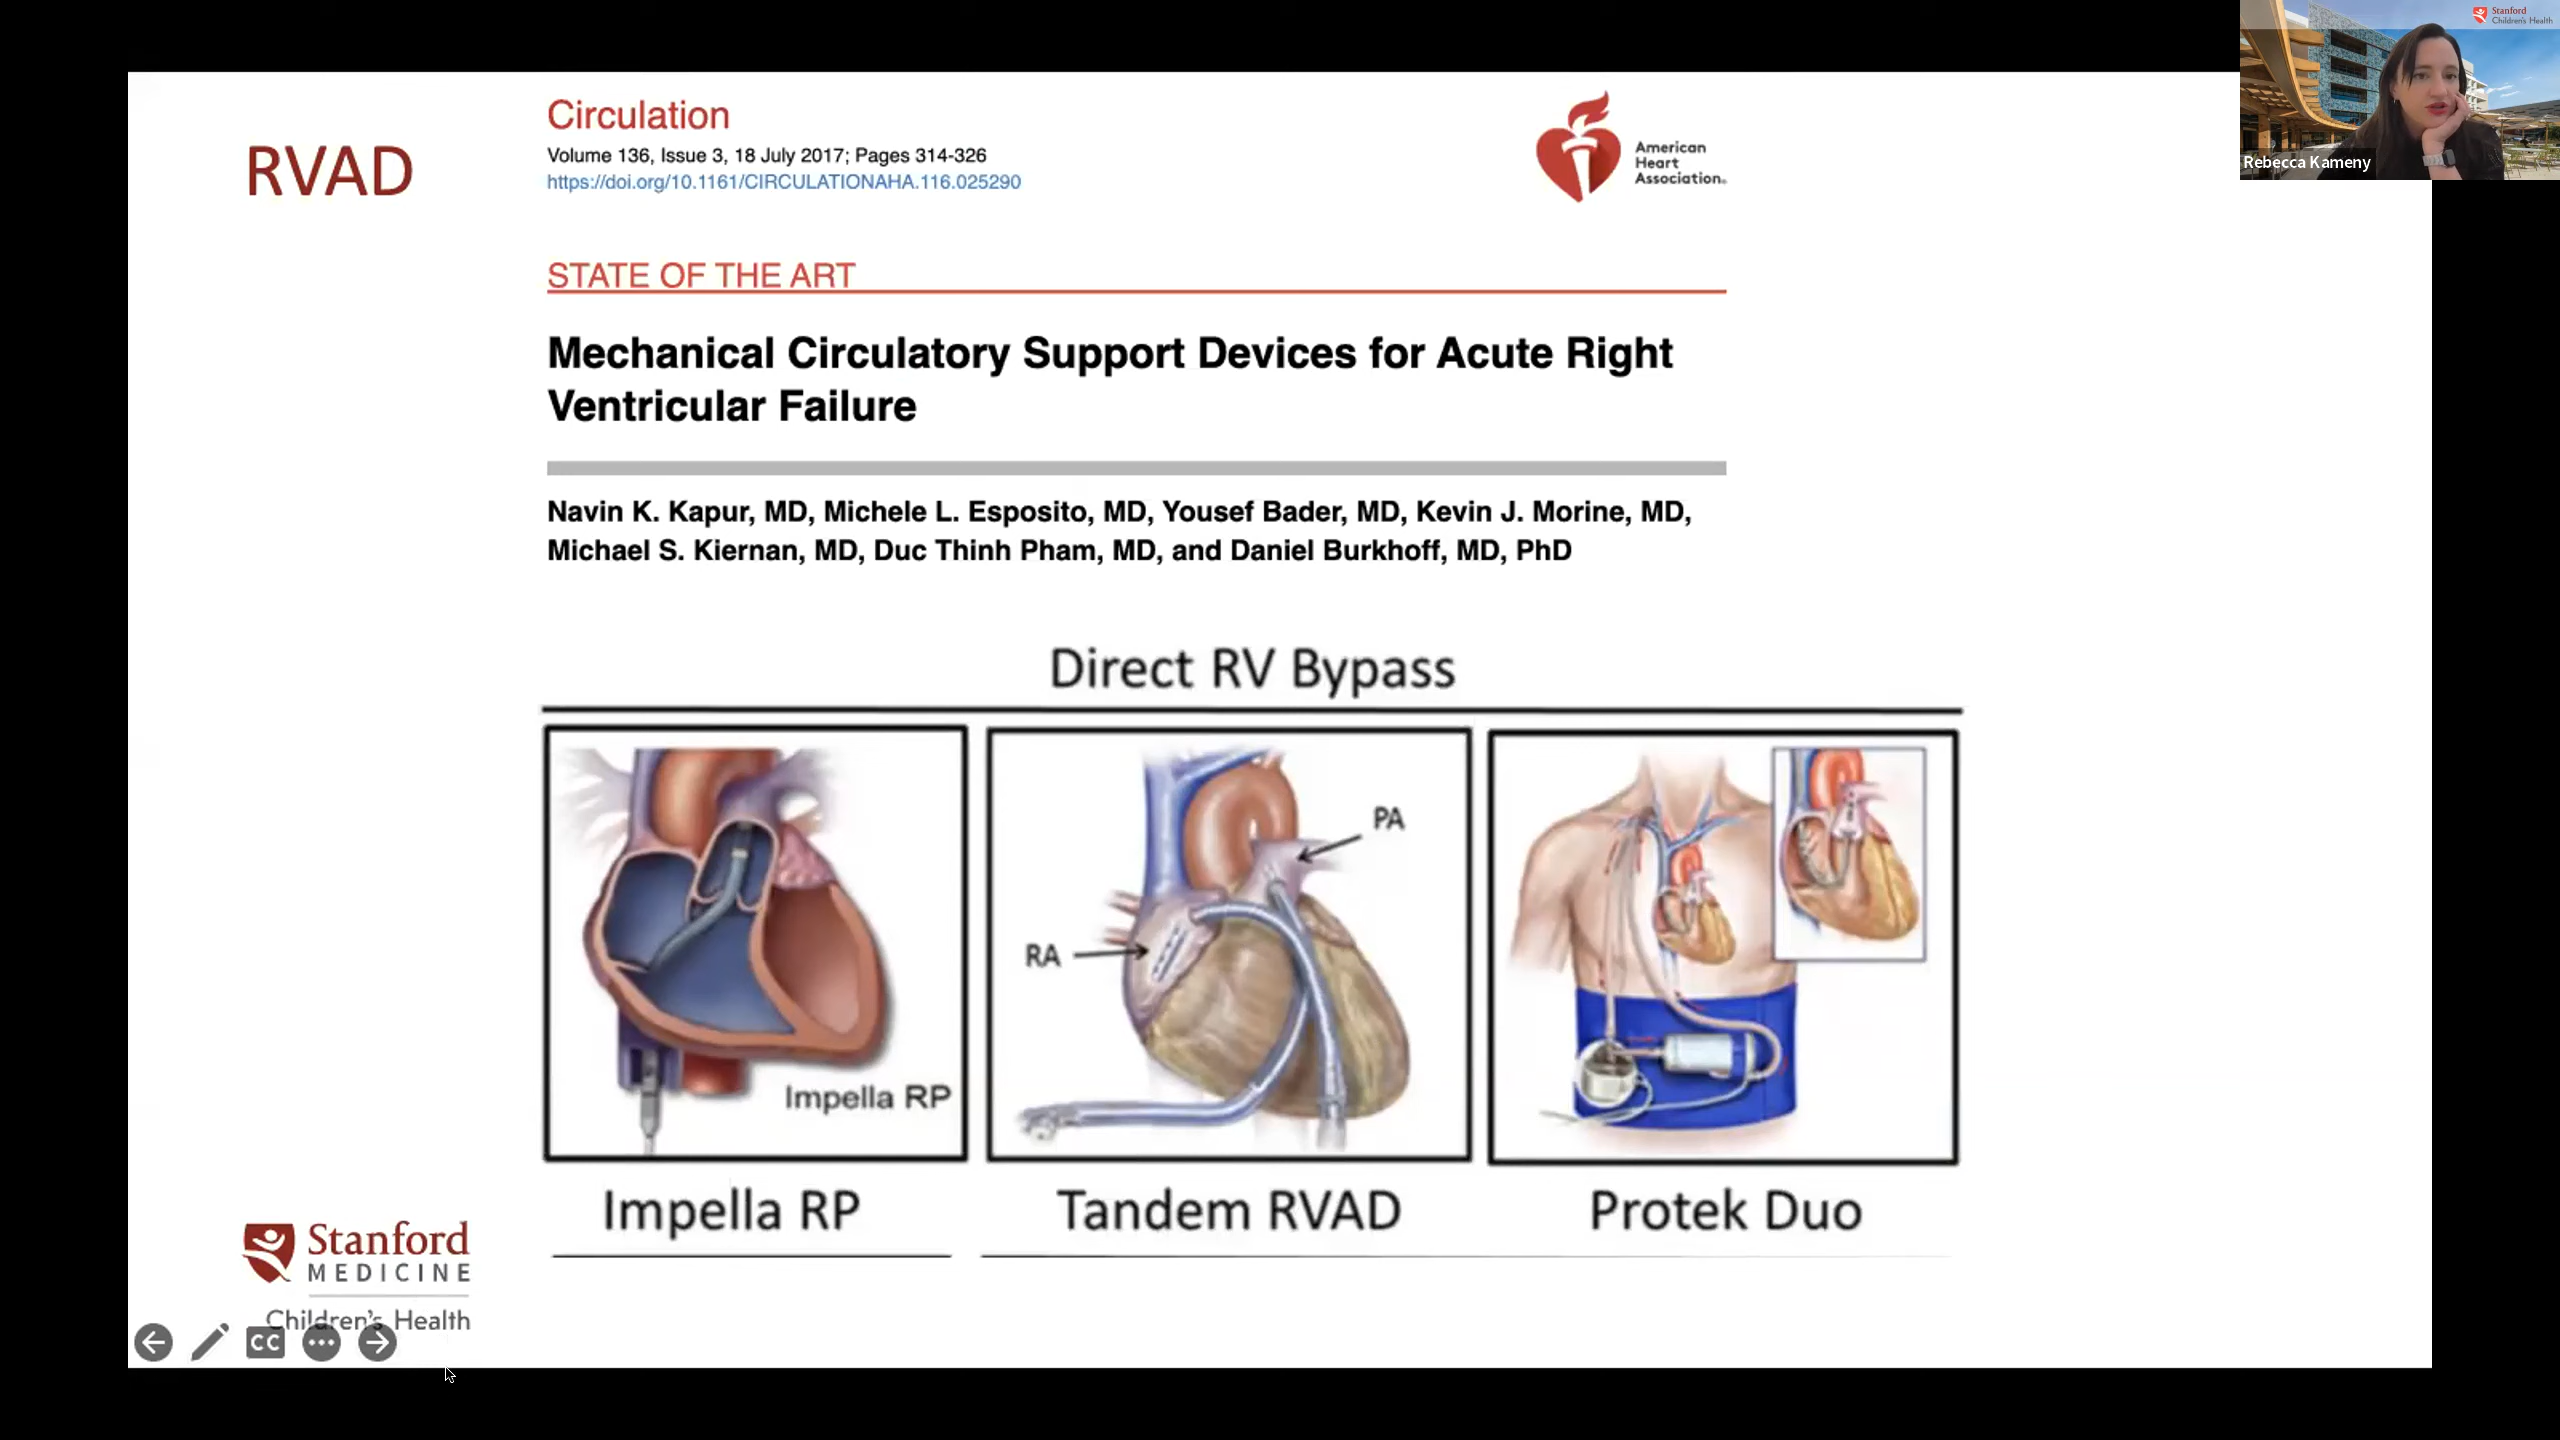 Stanford
Children's Health
Rebecca Kameny
RVAD
Circulation
Volume 136, Issue 3, 18 July 2017; Pages 314-326
https://doi.org/10.1161/CIRCULATIONAHA.116.025290
American
Heart
Association®
STATE OF THE ART
Mechanical Circulatory Support Devices for Acute Right
Ventricular Failure
Navin K. Kapur, MD, Michele L. Esposito, MD, Yousef Bader, MD, Kevin J. Morine, MD,
Michael S. Kiernan, MD, Duc Thinh Pham, MD, and Daniel Burkhoff, MD, PhD
Direct RV Bypass
Impella RP
PA
RA
Impella RP
Tandem RVAD
Protek Duo
Stanford
MEDICINE
Children's Health
CC